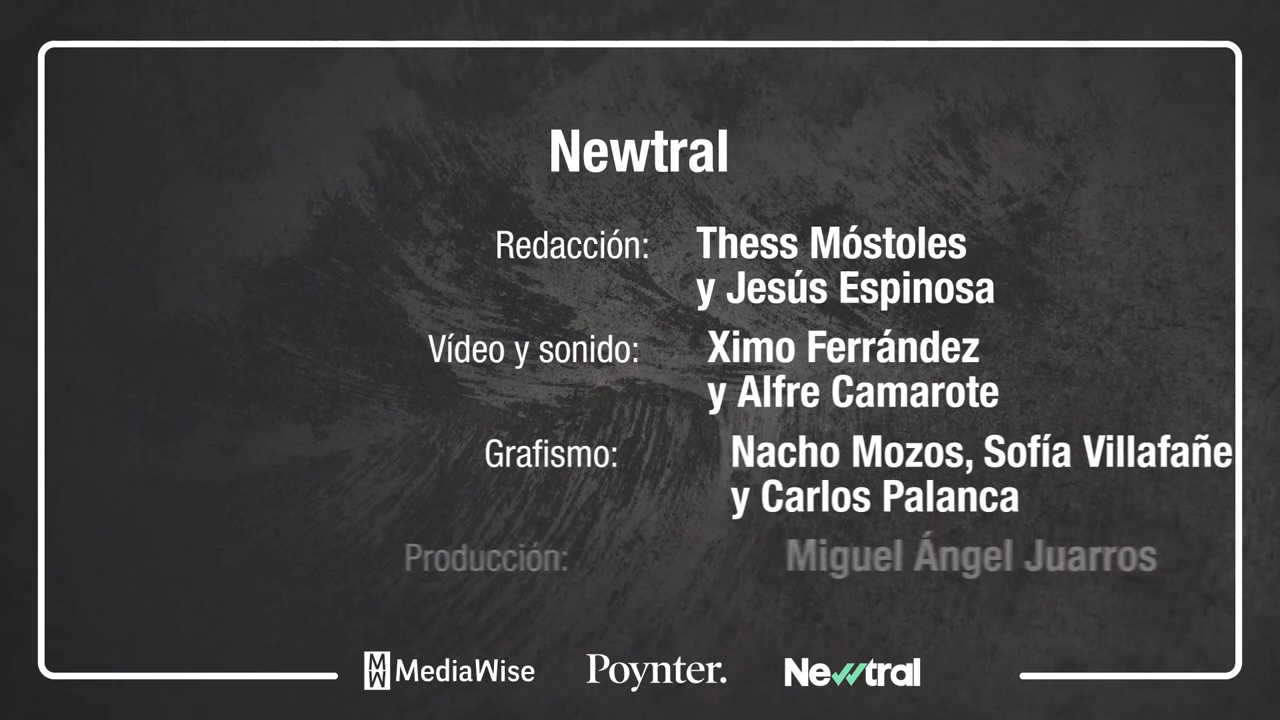 Newtral
Redacción: Thess Móstoles
y Jesús Espinosa
Vídeo y sonido: Ximo Ferrández
y Alfre Camarote
Grafismo: Nacho Mozos, Sofía Villafañe
y Carlos Palanca
Producción: Miguel Ángel Juarros
MW MediaWise Poynter. Newtral